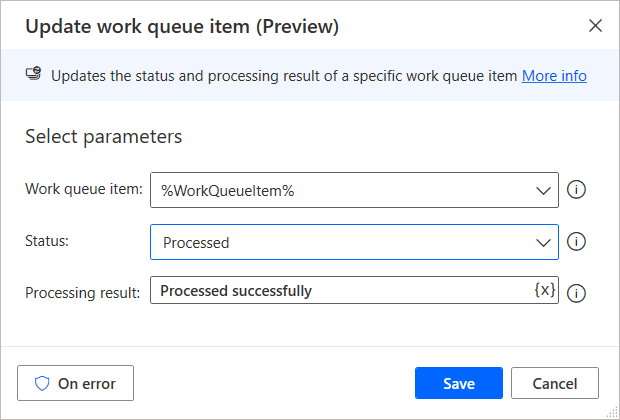 Update work queue item (Preview)
Updates the status and processing result of a specific work queue item More info
Select parameters
Work queue item: %WorkQueueItem%
Status: Processed
Processing result: Processed successfully {x}
On error Save Cancel